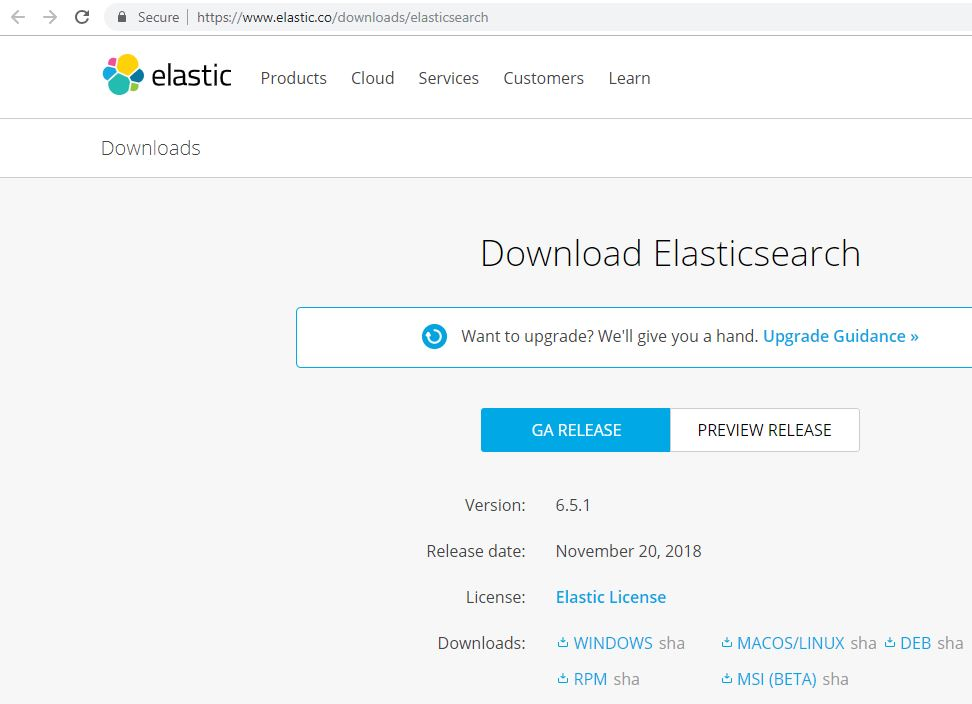 Secure https://www.elastic.co/downloads/elasticsearch
elastic Products Cloud Services Customers Learn
Downloads
Download Elasticsearch
Want to upgrade? We'll give you a hand. Upgrade Guidance »
GA RELEASE PREVIEW RELEASE
Version: 6.5.1
Release date: November 20, 2018
License: Elastic License
Downloads: WINDOWS sha MACOS/LINUX sha DEB sha
RPM sha MSI (BETA) sha